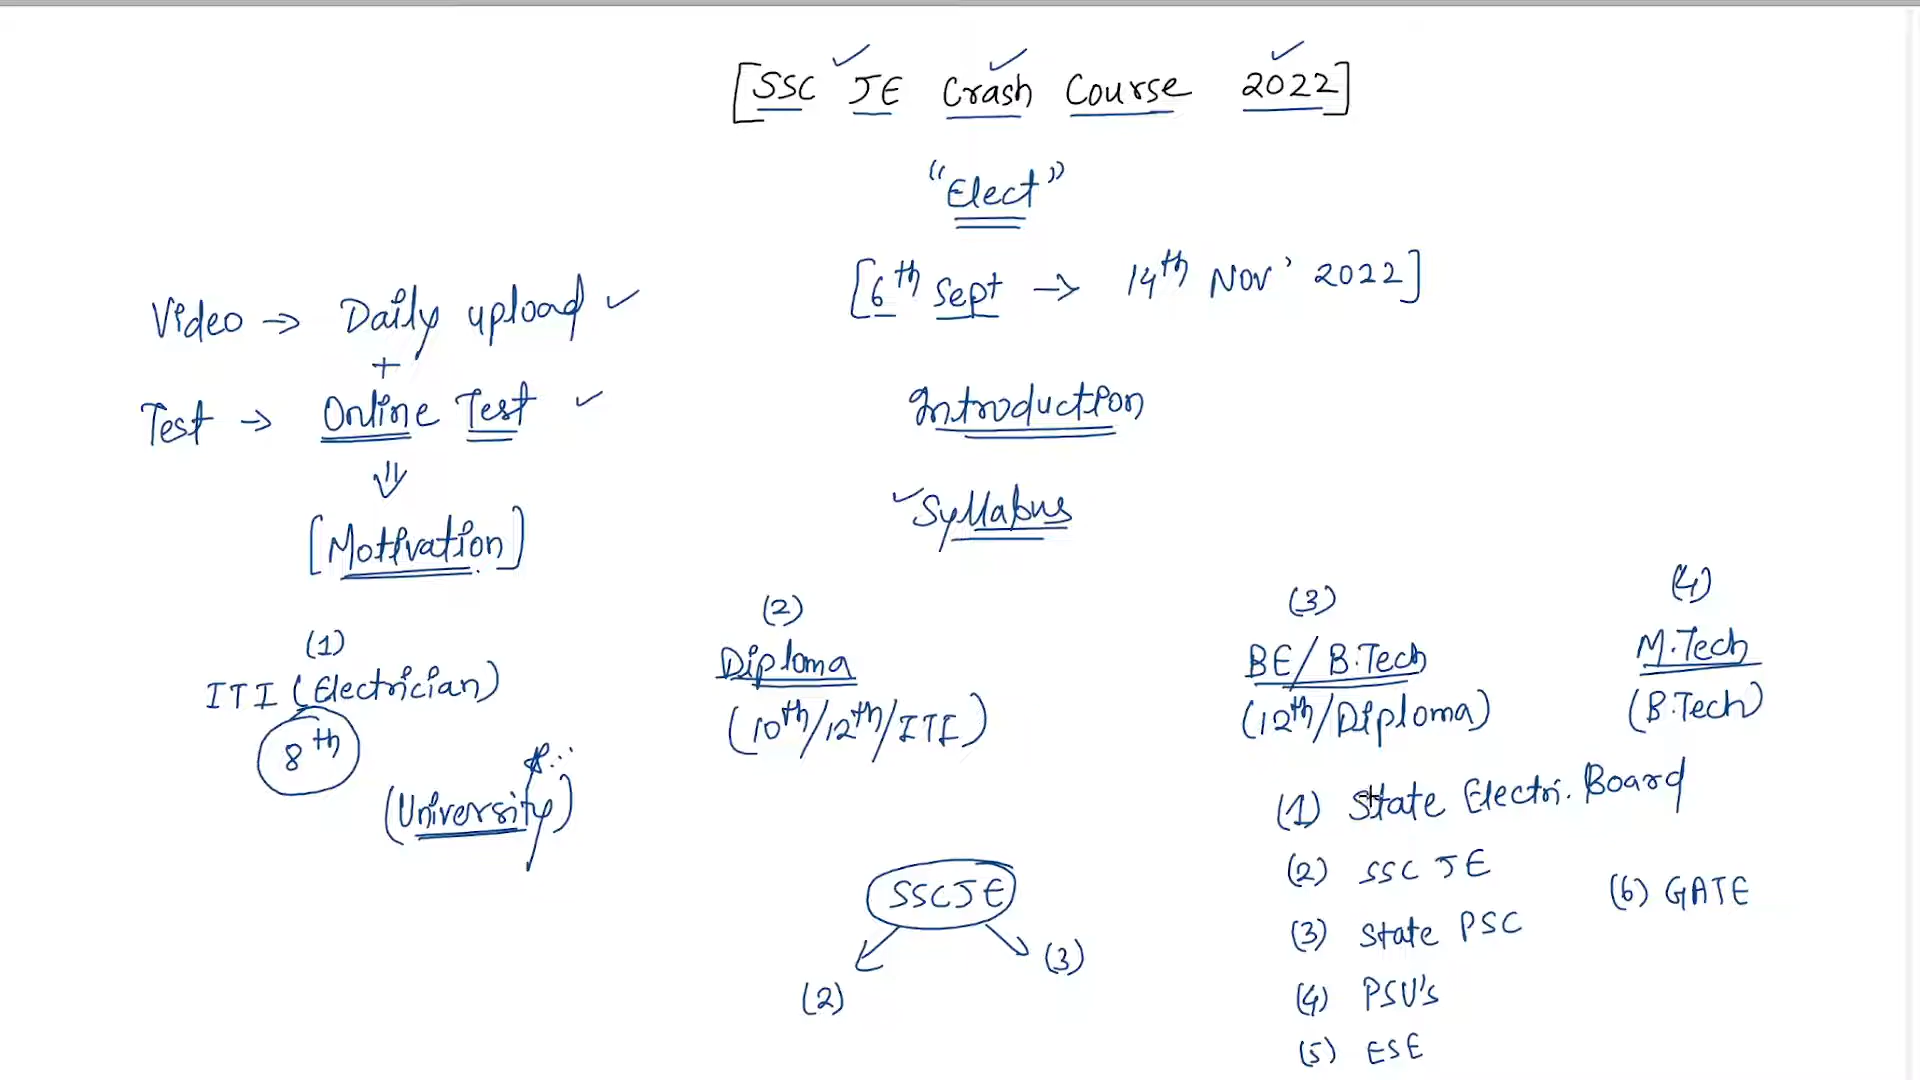 [SSC JE Crash Course 2022]
"Elect"
[6th Sept → 14th Nov' 2022]
Video → Daily upload ✓
+
Test → Online Test ✓
⇓
[Motivation]
Introduction
✓Syllabus
(1)
ITI (Electrician)
8th
(University)
(2)
Diploma
(10th/12th/ITI)
SSCJE
(2)
(3)
(3)
BE/B.Tech
(12th/Diploma)
(4)
M.Tech
(B.Tech)
(1) State Electri. Board
(2) SSC JE
(3) State PSC
(4) PSU's
(5) ESE
(6) GATE